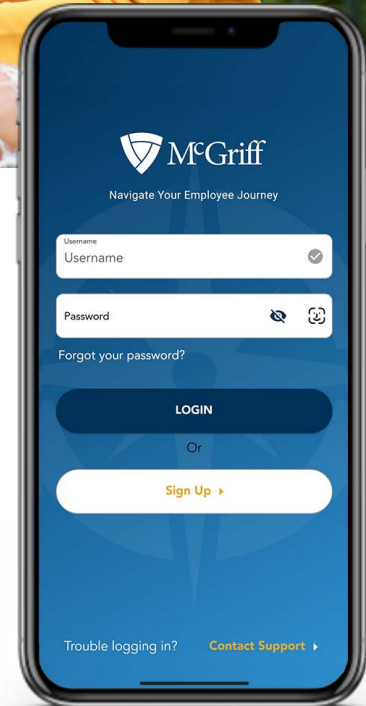 McGriff
Navigate Your Employee Journey
Username
Username
Password
Forgot your password?
LOGIN
Or
Sign Up
Trouble logging in? Contact Support